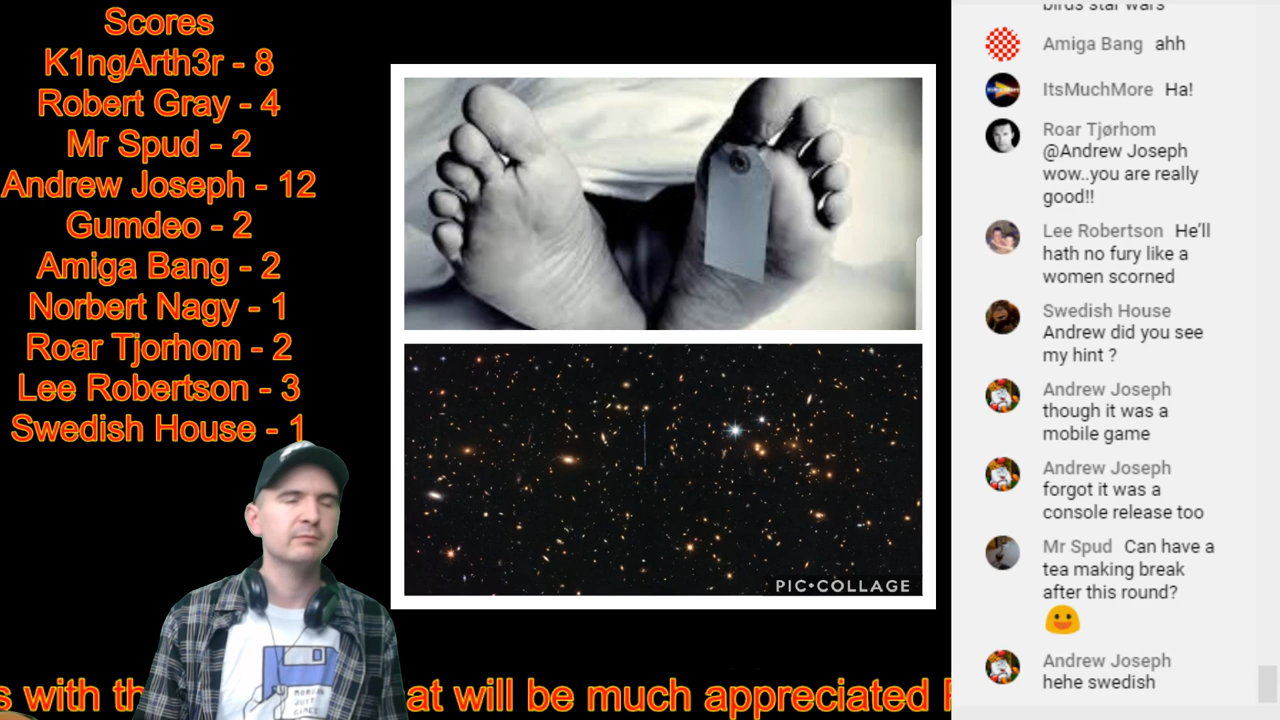 Scores
K1ngArth3r - 8
Robert Gray - 4
Mr Spud - 2
Andrew Joseph - 12
Gumdeo - 2
Amiga Bang - 2
Norbert Nagy - 1
Roar Tjorhom - 2
Lee Robertson - 3
Swedish House - 1
PIC•COLLAGE
s with th
at will be much appreciated
birds star wars
Amiga Bang ahh
ItsMuchMore Ha!
Roar Tjørhom
@Andrew Joseph
wow..you are really
good!!
Lee Robertson He'll
hath no fury like a
women scorned
Swedish House
Andrew did you see
my hint ?
Andrew Joseph
though it was a
mobile game
Andrew Joseph
forgot it was a
console release too
Mr Spud Can have a
tea making break
after this round?
Andrew Joseph
hehe swedish